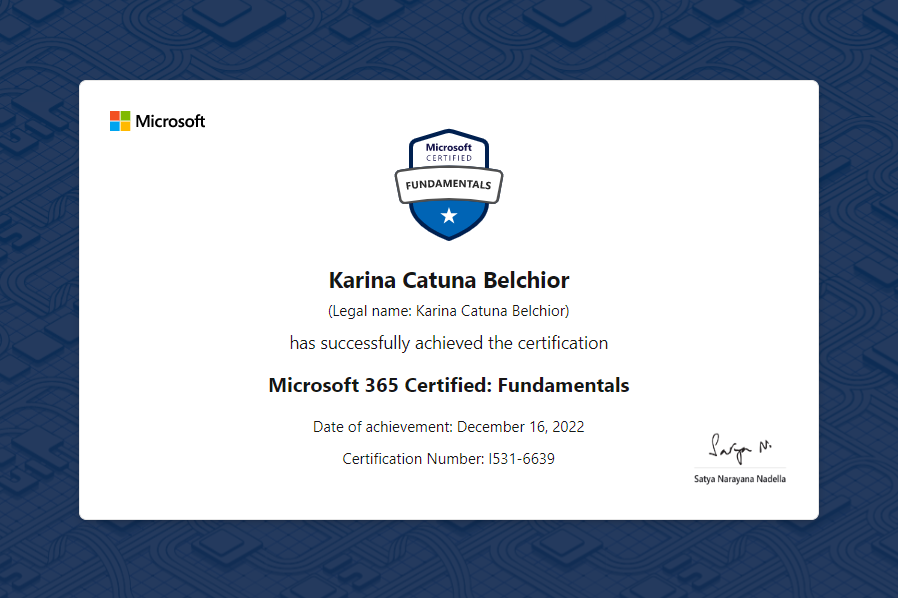 Microsoft
Microsoft
CERTIFIED
FUNDAMENTALS
Karina Catuna Belchior
(Legal name: Karina Catuna Belchior)
has successfully achieved the certification
Microsoft 365 Certified: Fundamentals
Date of achievement: December 16, 2022
Certification Number: I531-6639
Satya N.
Satya Narayana Nadella